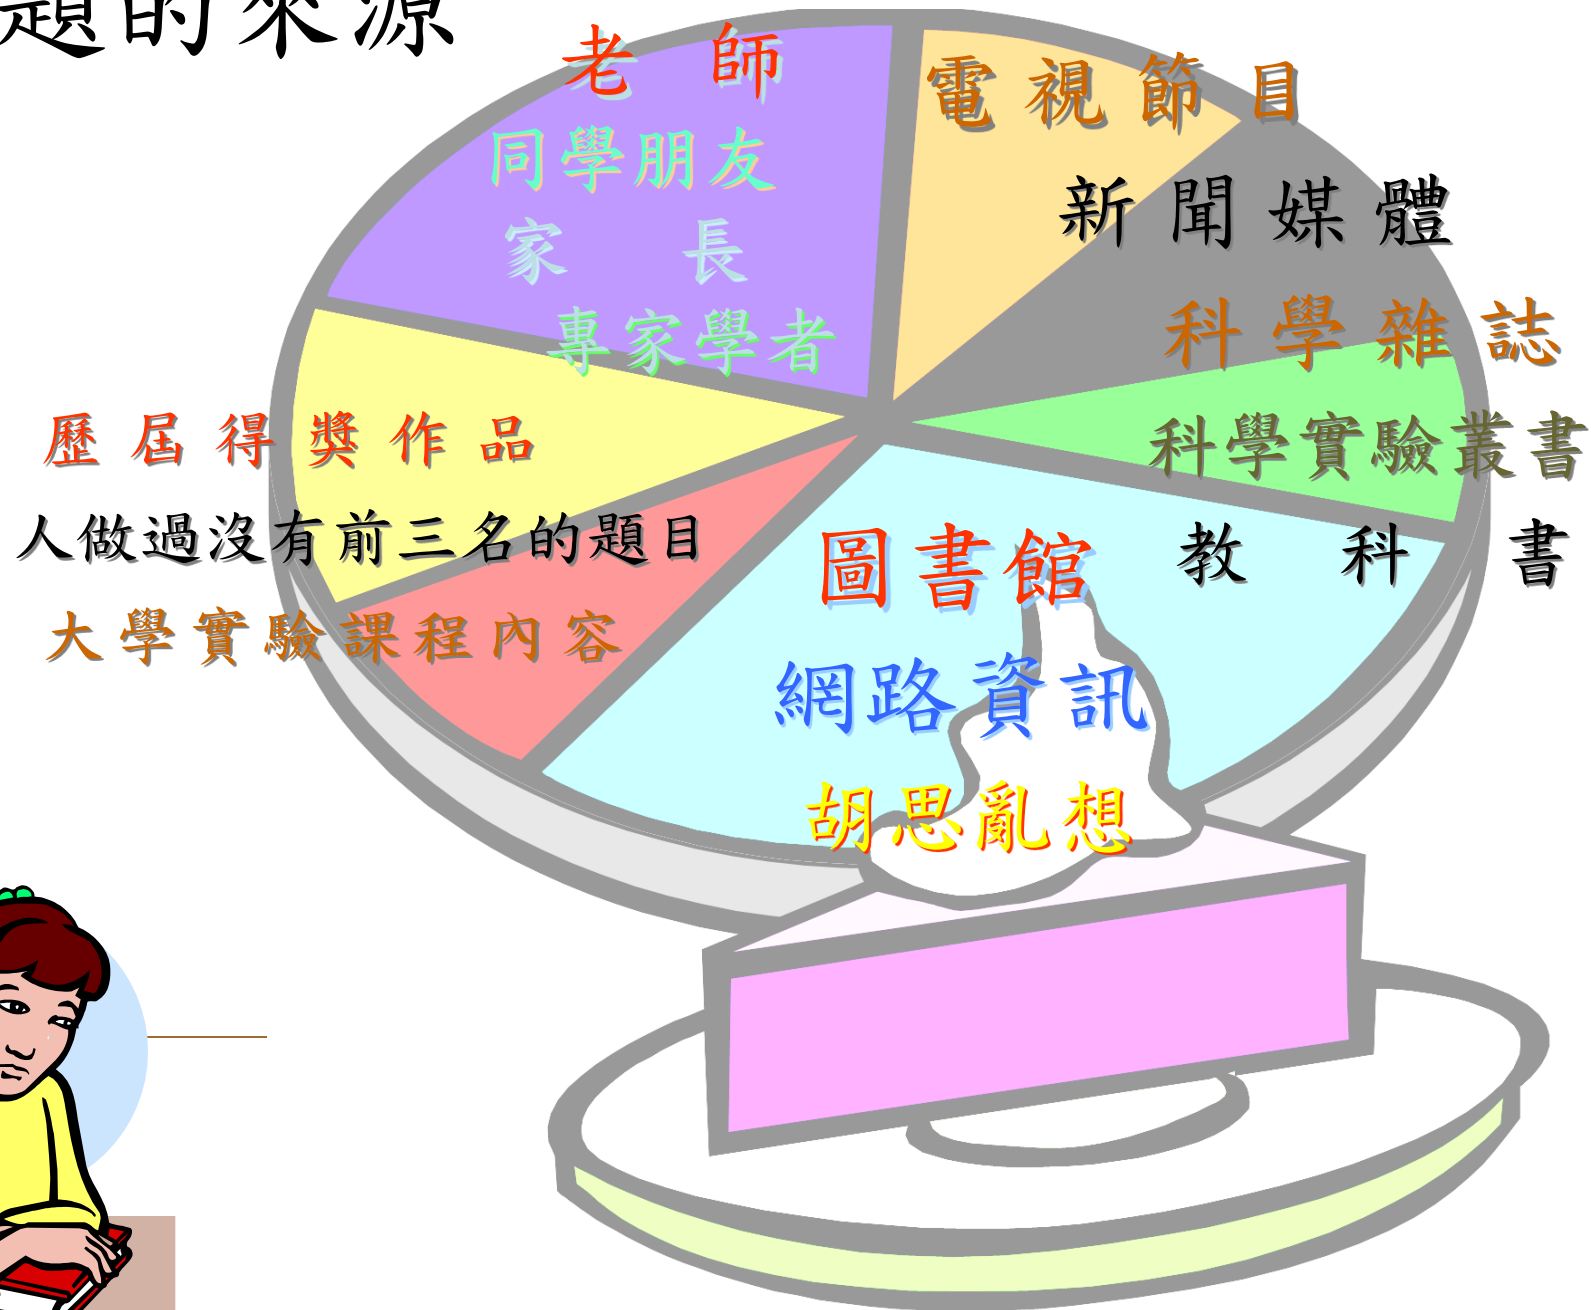 題的來源
老師
同學朋友
家長
專家學者
電視節目
新聞媒體
科學雜誌
科學實驗叢書
教科書
歷屆得獎作品
人做過沒有前三名的題目
大學實驗課程內容
圖書館
網路資訊
胡思亂想